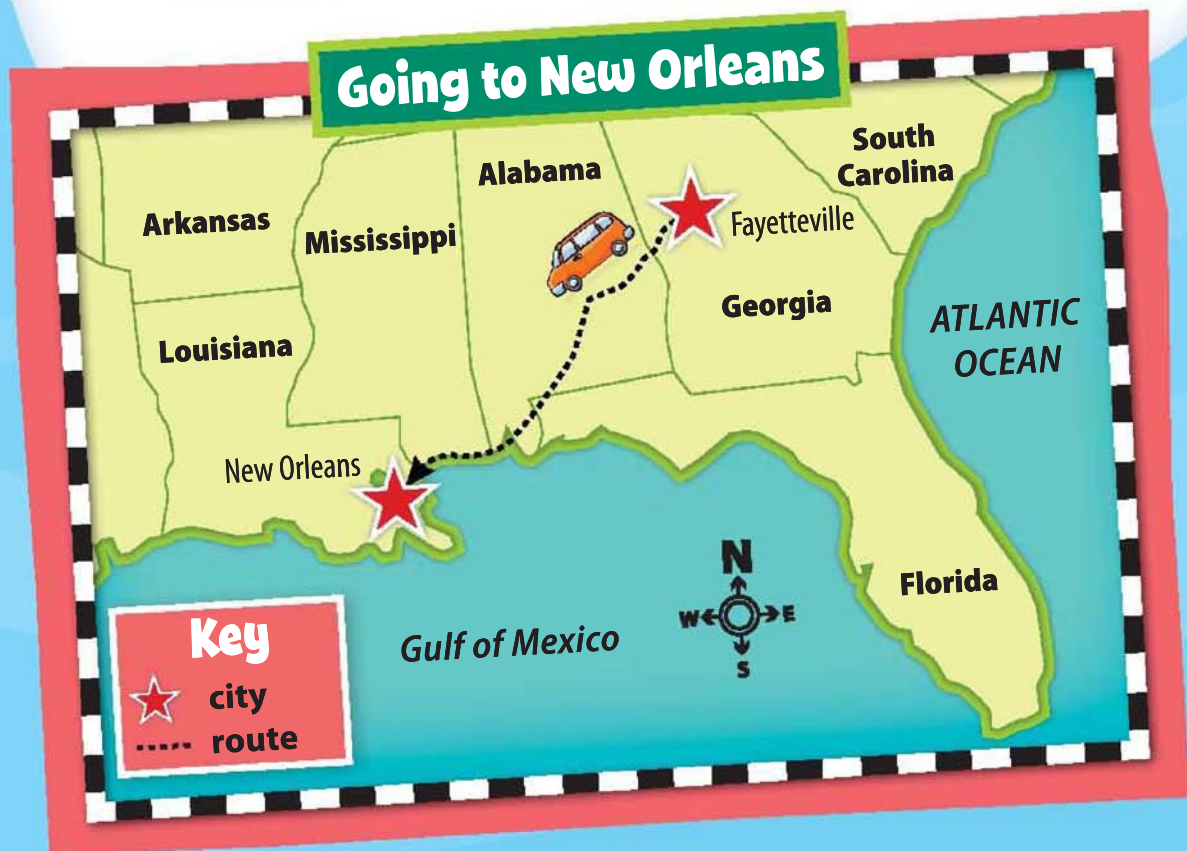 Going to New Orleans
South
Carolina
Alabama
Arkansas
Mississippi
Fayetteville
Georgia
ATLANTIC
OCEAN
Louisiana
New Orleans
N
W E
S
Florida
Gulf of Mexico
Key
city
route